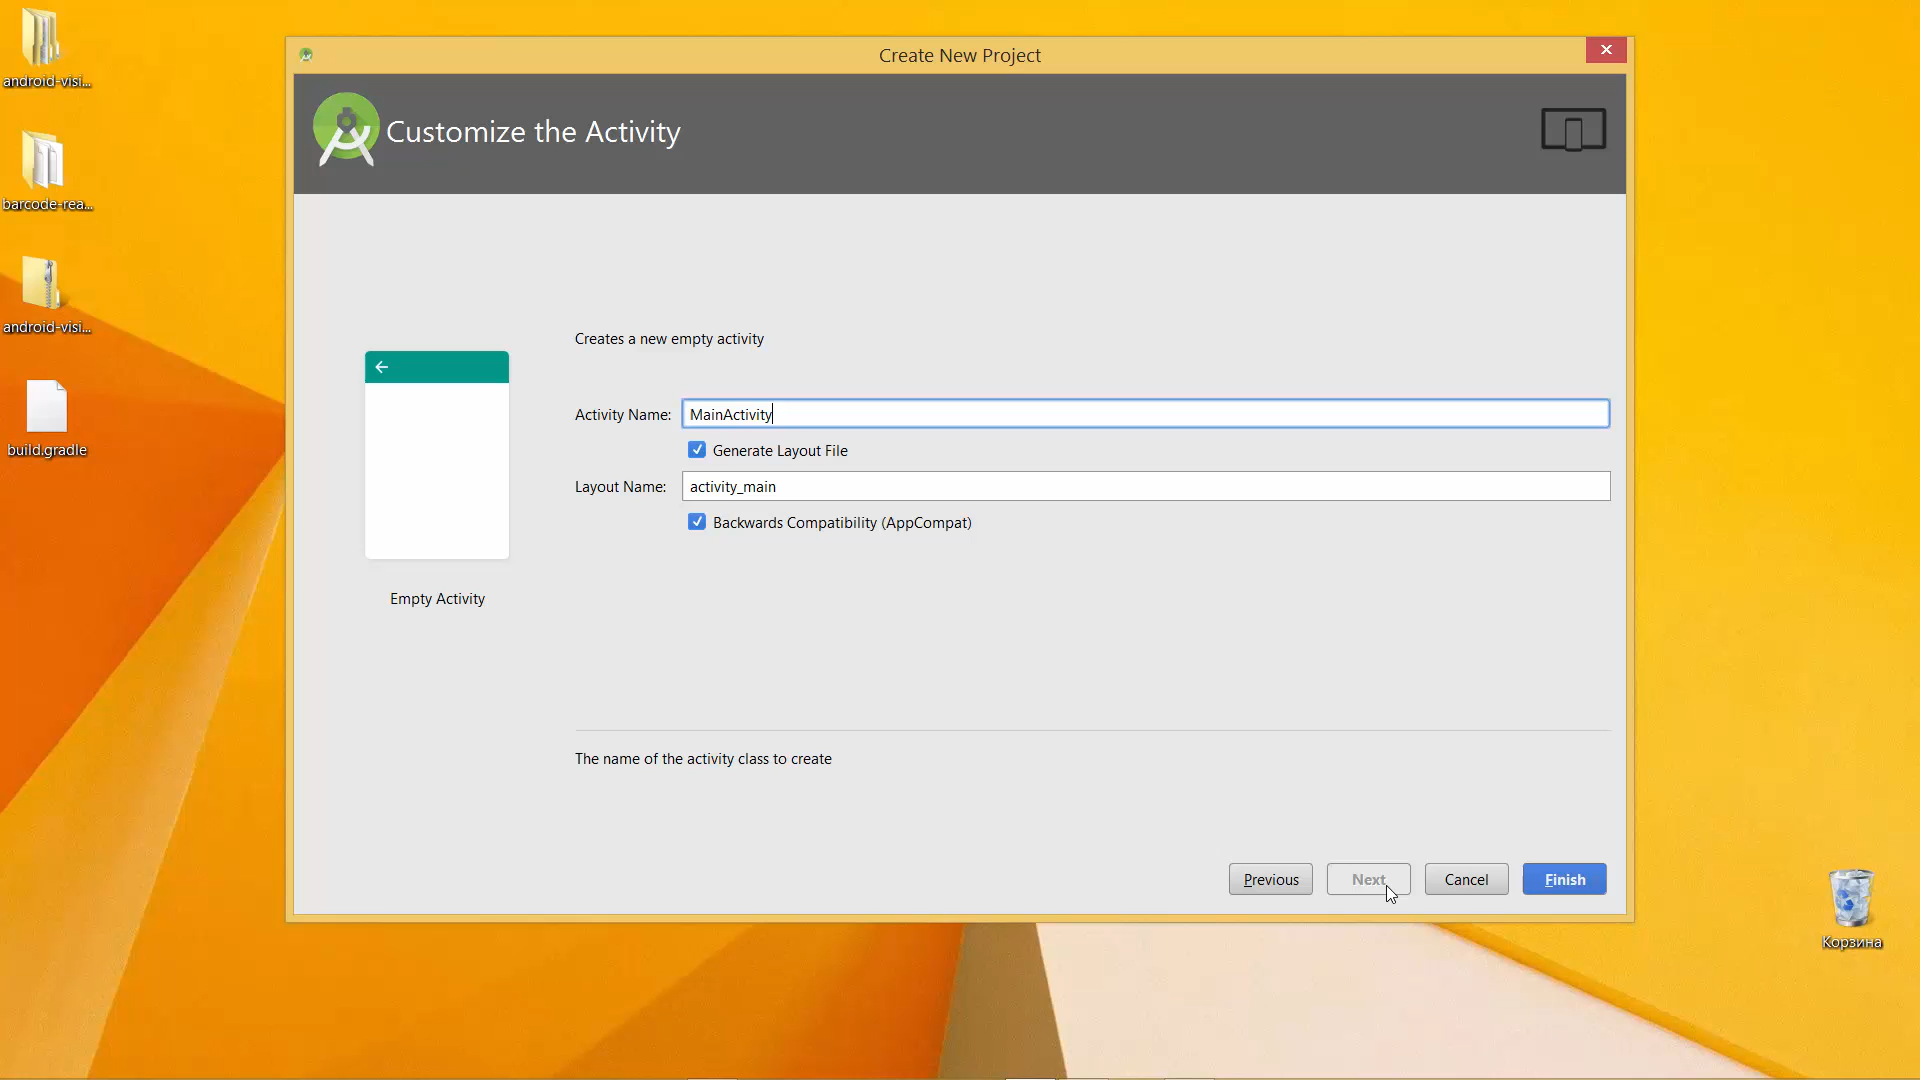 android-visi...
barcode-rea...
android-visi...
build.gradle
Create New Project
Customize the Activity
Creates a new empty activity
Activity Name: MainActivity
Generate Layout File
Layout Name: activity_main
Backwards Compatibility (AppCompat)
Empty Activity
The name of the activity class to create
Previous Next Cancel Finish
Корзина